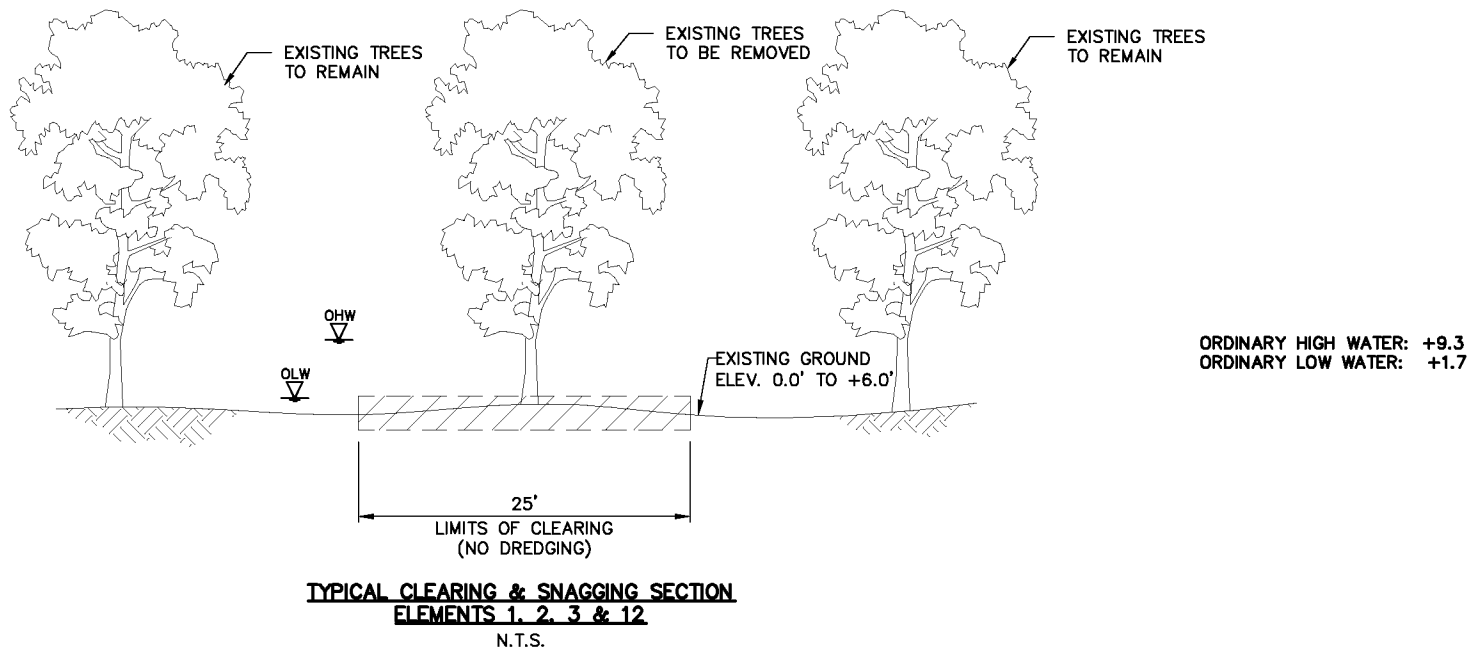 EXISTING TREES
TO REMAIN
EXISTING TREES
TO BE REMOVED
EXISTING TREES
TO REMAIN
OHW
OLW
EXISTING GROUND
ELEV. 0.0' TO +6.0'
ORDINARY HIGH WATER: +9.3
ORDINARY LOW WATER: +1.7
25'
LIMITS OF CLEARING
(NO DREDGING)
TYPICAL CLEARING & SNAGGING SECTION
ELEMENTS 1, 2, 3 & 12
N.T.S.